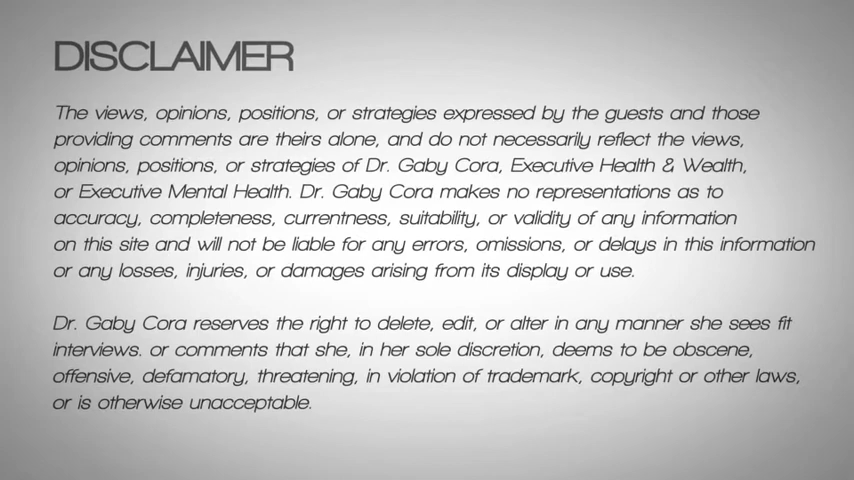 DISCLAIMER
The views, opinions, positions, or strategies expressed by the guests and those
providing comments are theirs alone, and do not necessarily reflect the views,
opinions, positions, or strategies of Dr. Gaby Cora, Executive Health & Wealth,
or Executive Mental Health. Dr. Gaby Cora makes no representations as to
accuracy, completeness, currentness, suitability, or validity of any information
on this site and will not be liable for any errors, omissions, or delays in this information
or any losses, injuries, or damages arising from its display or use.
Dr. Gaby Cora reserves the right to delete, edit, or alter in any manner she sees fit
interviews. or comments that she, in her sole discretion, deems to be obscene,
offensive, defamatory, threatening, in violation of trademark, copyright or other laws,
or is otherwise unacceptable.